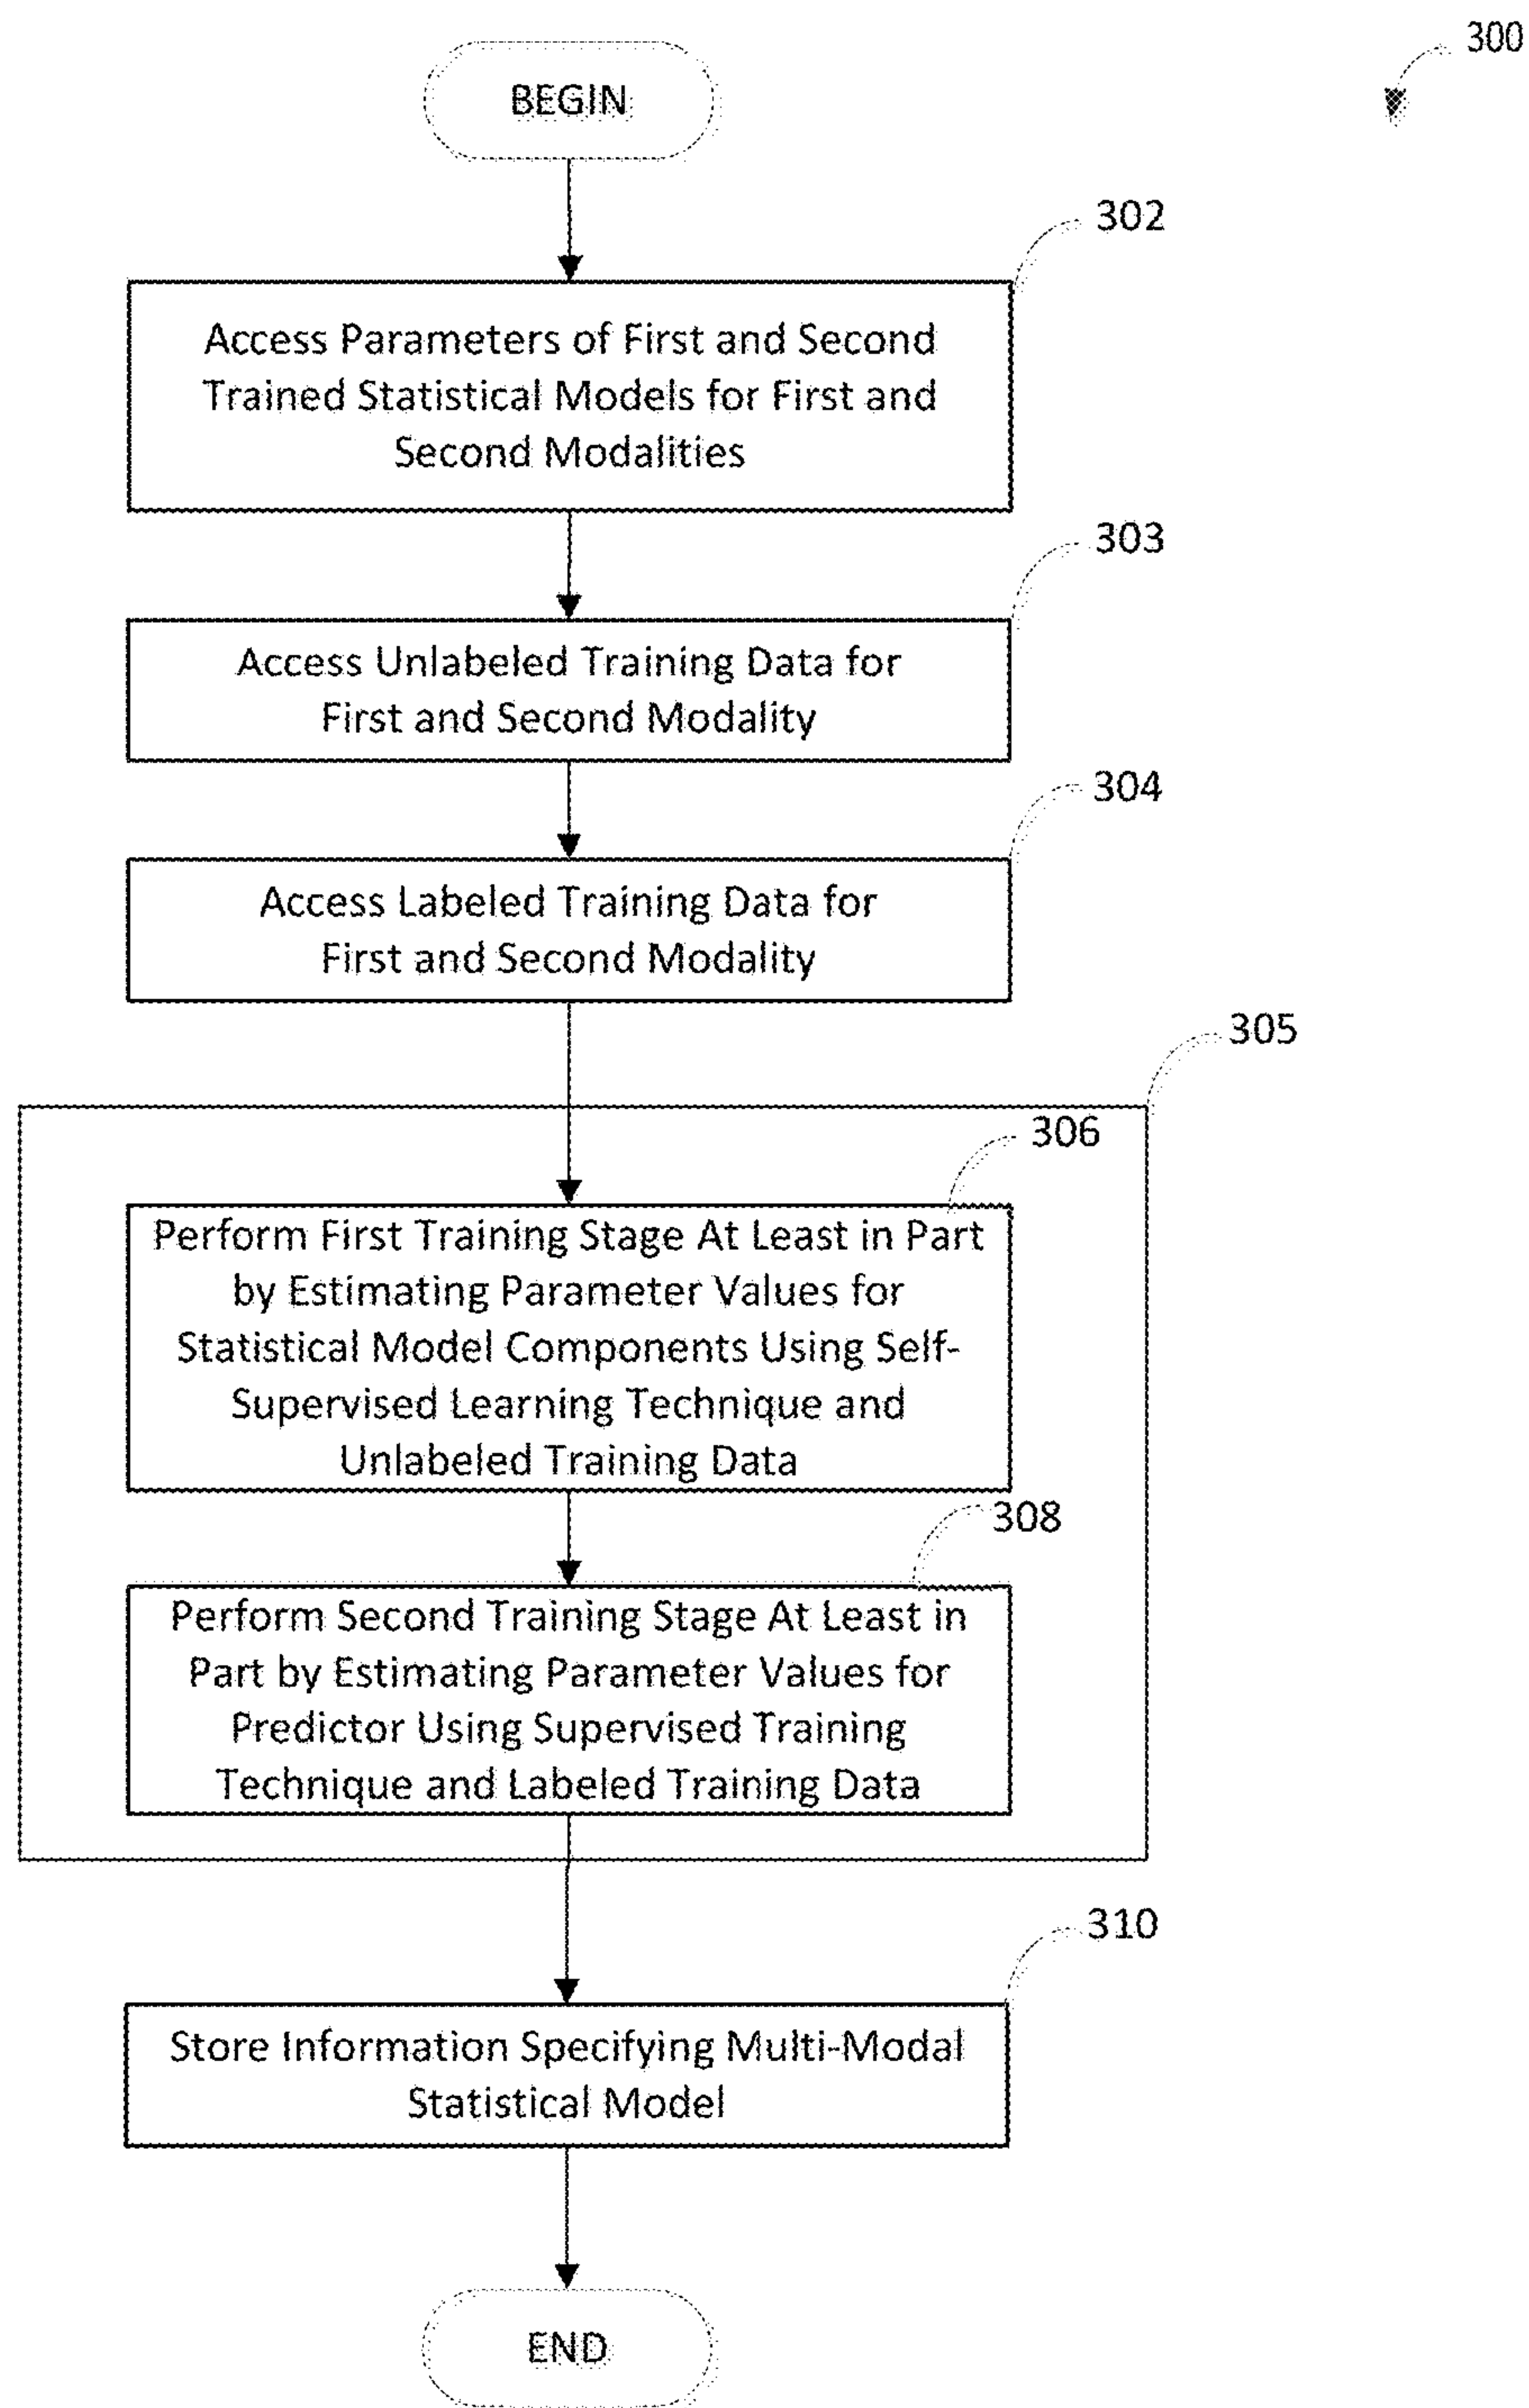 300
BEGIN
302
Access Parameters of First and Second
Trained Statistical Models for First and
Second Modalities
303
Access Unlabeled Training Data for
First and Second Modality
304
Access Labeled Training Data for
First and Second Modality
305
306
Perform First Training Stage At Least in Part
by Estimating Parameter Values for
Statistical Model Components Using Self-
Supervised Learning Technique and
Unlabeled Training Data
308
Perform Second Training Stage At Least in
Part by Estimating Parameter Values for
Predictor Using Supervised Training
Technique and Labeled Training Data
310
Store Information Specifying Multi-Modal
Statistical Model
END